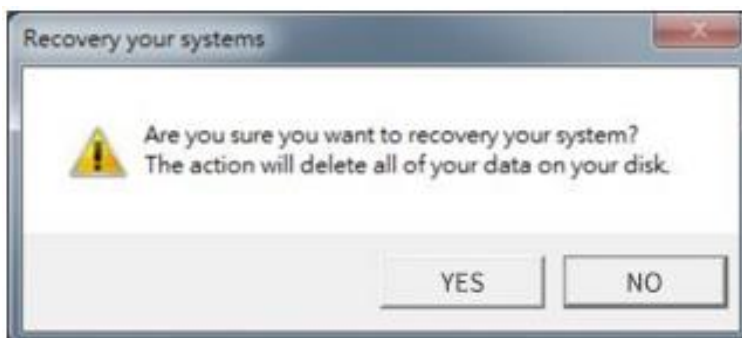 Recovery your systems
Are you sure you want to recovery your system?
The action will delete all of your data on your disk.
YES
NO